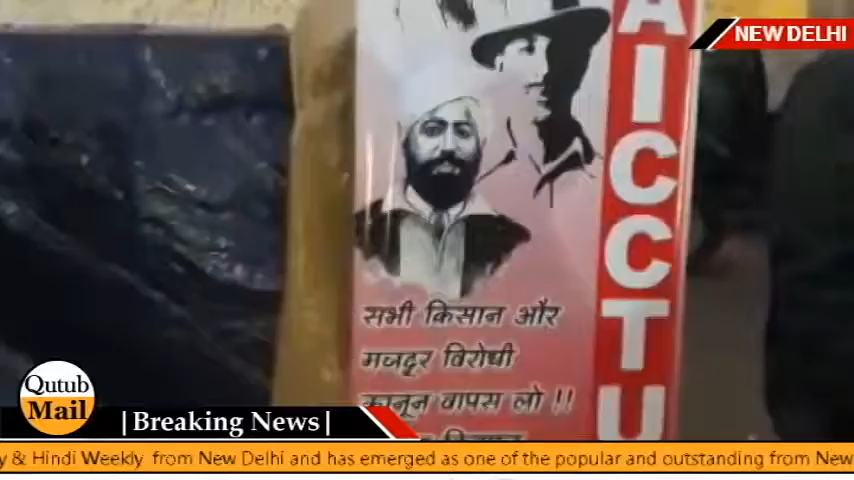 NEW DELHI
AICCTU
सभी किसान और
मजदूर विरोधी
कानून वापस लो !!
Qutub
Mail
|Breaking News|
y & Hindi Weekly from New Delhi and has emerged as one of the popular and outstanding from New